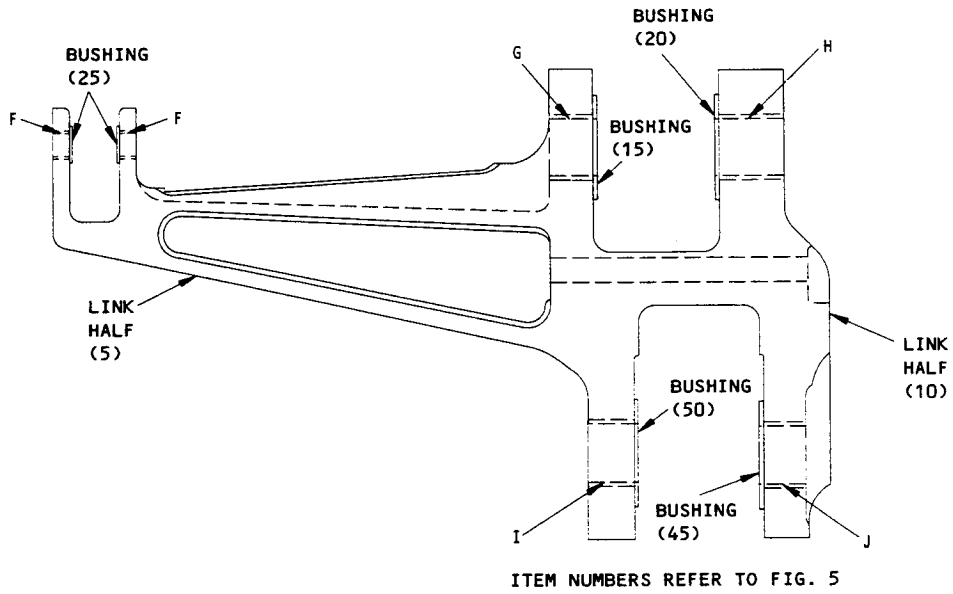 BUSHING
(20)
G
H
BUSHING
(25)
F
F
BUSHING
(15)
LINK
HALF
(5)
LINK
HALF
(10)
BUSHING
(50)
BUSHING
(45)
I
J
ITEM NUMBERS REFER TO FIG. 5